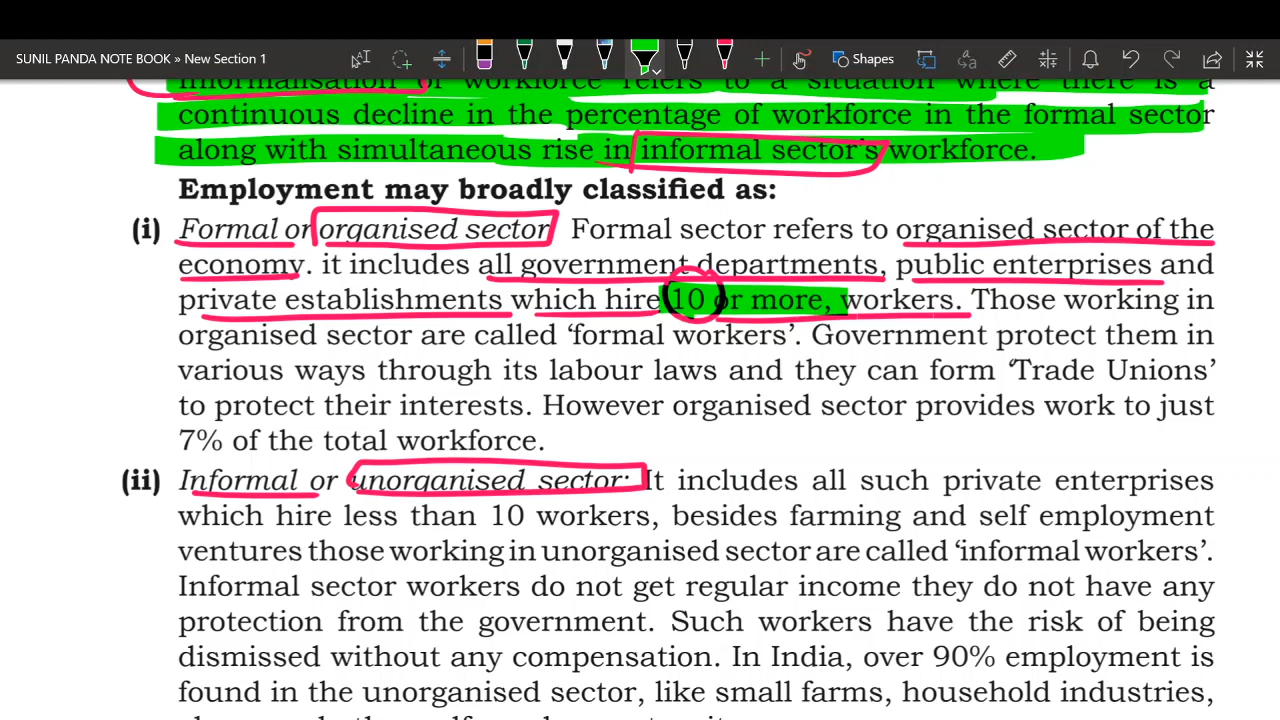 SUNIL PANDA NOTE BOOK » New Section 1
Shapes
informalisation of workforce refers to a situation where there is a
continuous decline in the percentage of workforce in the formal sector
along with simultaneous rise in informal sector's workforce.
Employment may broadly classified as:
(i) Formal or organised sector Formal sector refers to organised sector of the
economy. it includes all government departments, public enterprises and
private establishments which hire 10 or more, workers. Those working in
organised sector are called ‘formal workers’. Government protect them in
various ways through its labour laws and they can form ‘Trade Unions’
to protect their interests. However organised sector provides work to just
7% of the total workforce.
(ii) Informal or unorganised sector: It includes all such private enterprises
which hire less than 10 workers, besides farming and self employment
ventures those working in unorganised sector are called ‘informal workers’.
Informal sector workers do not get regular income they do not have any
protection from the government. Such workers have the risk of being
dismissed without any compensation. In India, over 90% employment is
found in the unorganised sector, like small farms, household industries,